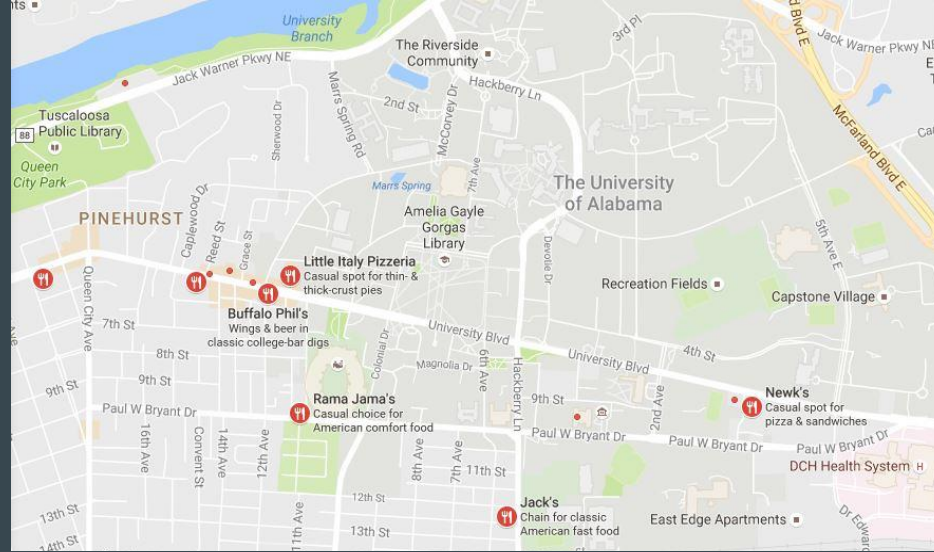 nts
University
Branch
The Riverside
Community
3rd Pl
d Blvd E
Jack Warner Pkwy NE
Jack Warner Pkwy NE
Hackberry Ln
2nd St
McCorvey Dr
Marrs Spring Rd
Sherwood Dr
Tuscaloosa
Public Library
88
Queen
City Park
McFarland Blvd E
Marrs Spring
7th Ave
The University
of Alabama
PINEHURST
Caplewood Dr
Reed St
Grace St
Amelia Gayle
Gorgas
Library
Devotie Dr
5th Ave E
Little Italy Pizzeria
Casual spot for thin- &
thick-crust pies
Recreation Fields
Capstone Village
Queen City Ave
Buffalo Phil's
Wings & beer in
classic college-bar digs
7th St
University Blvd
University Blvd
4th St
8th St
Colonial Dr
Magnolia Dr
6th Ave
Hackberry Ln
9th St
9th St
9th St
2nd Ave
Newk's
Casual spot for
pizza & sandwiches
Rama Jama's
Casual choice for
American comfort food
Paul W Bryant Dr
Paul W Bryant Dr
Paul W Bryant Dr
Paul W Bryant Dr
16th Ave
Convent St
14th Ave
12th Ave
8th Ave
7th Ave
11th St
DCH Health System
H
12th St
11th Ave
13th St
13th St
14th St
Jack's
Chain for classic
American fast food
East Edge Apartments
Dr Edward